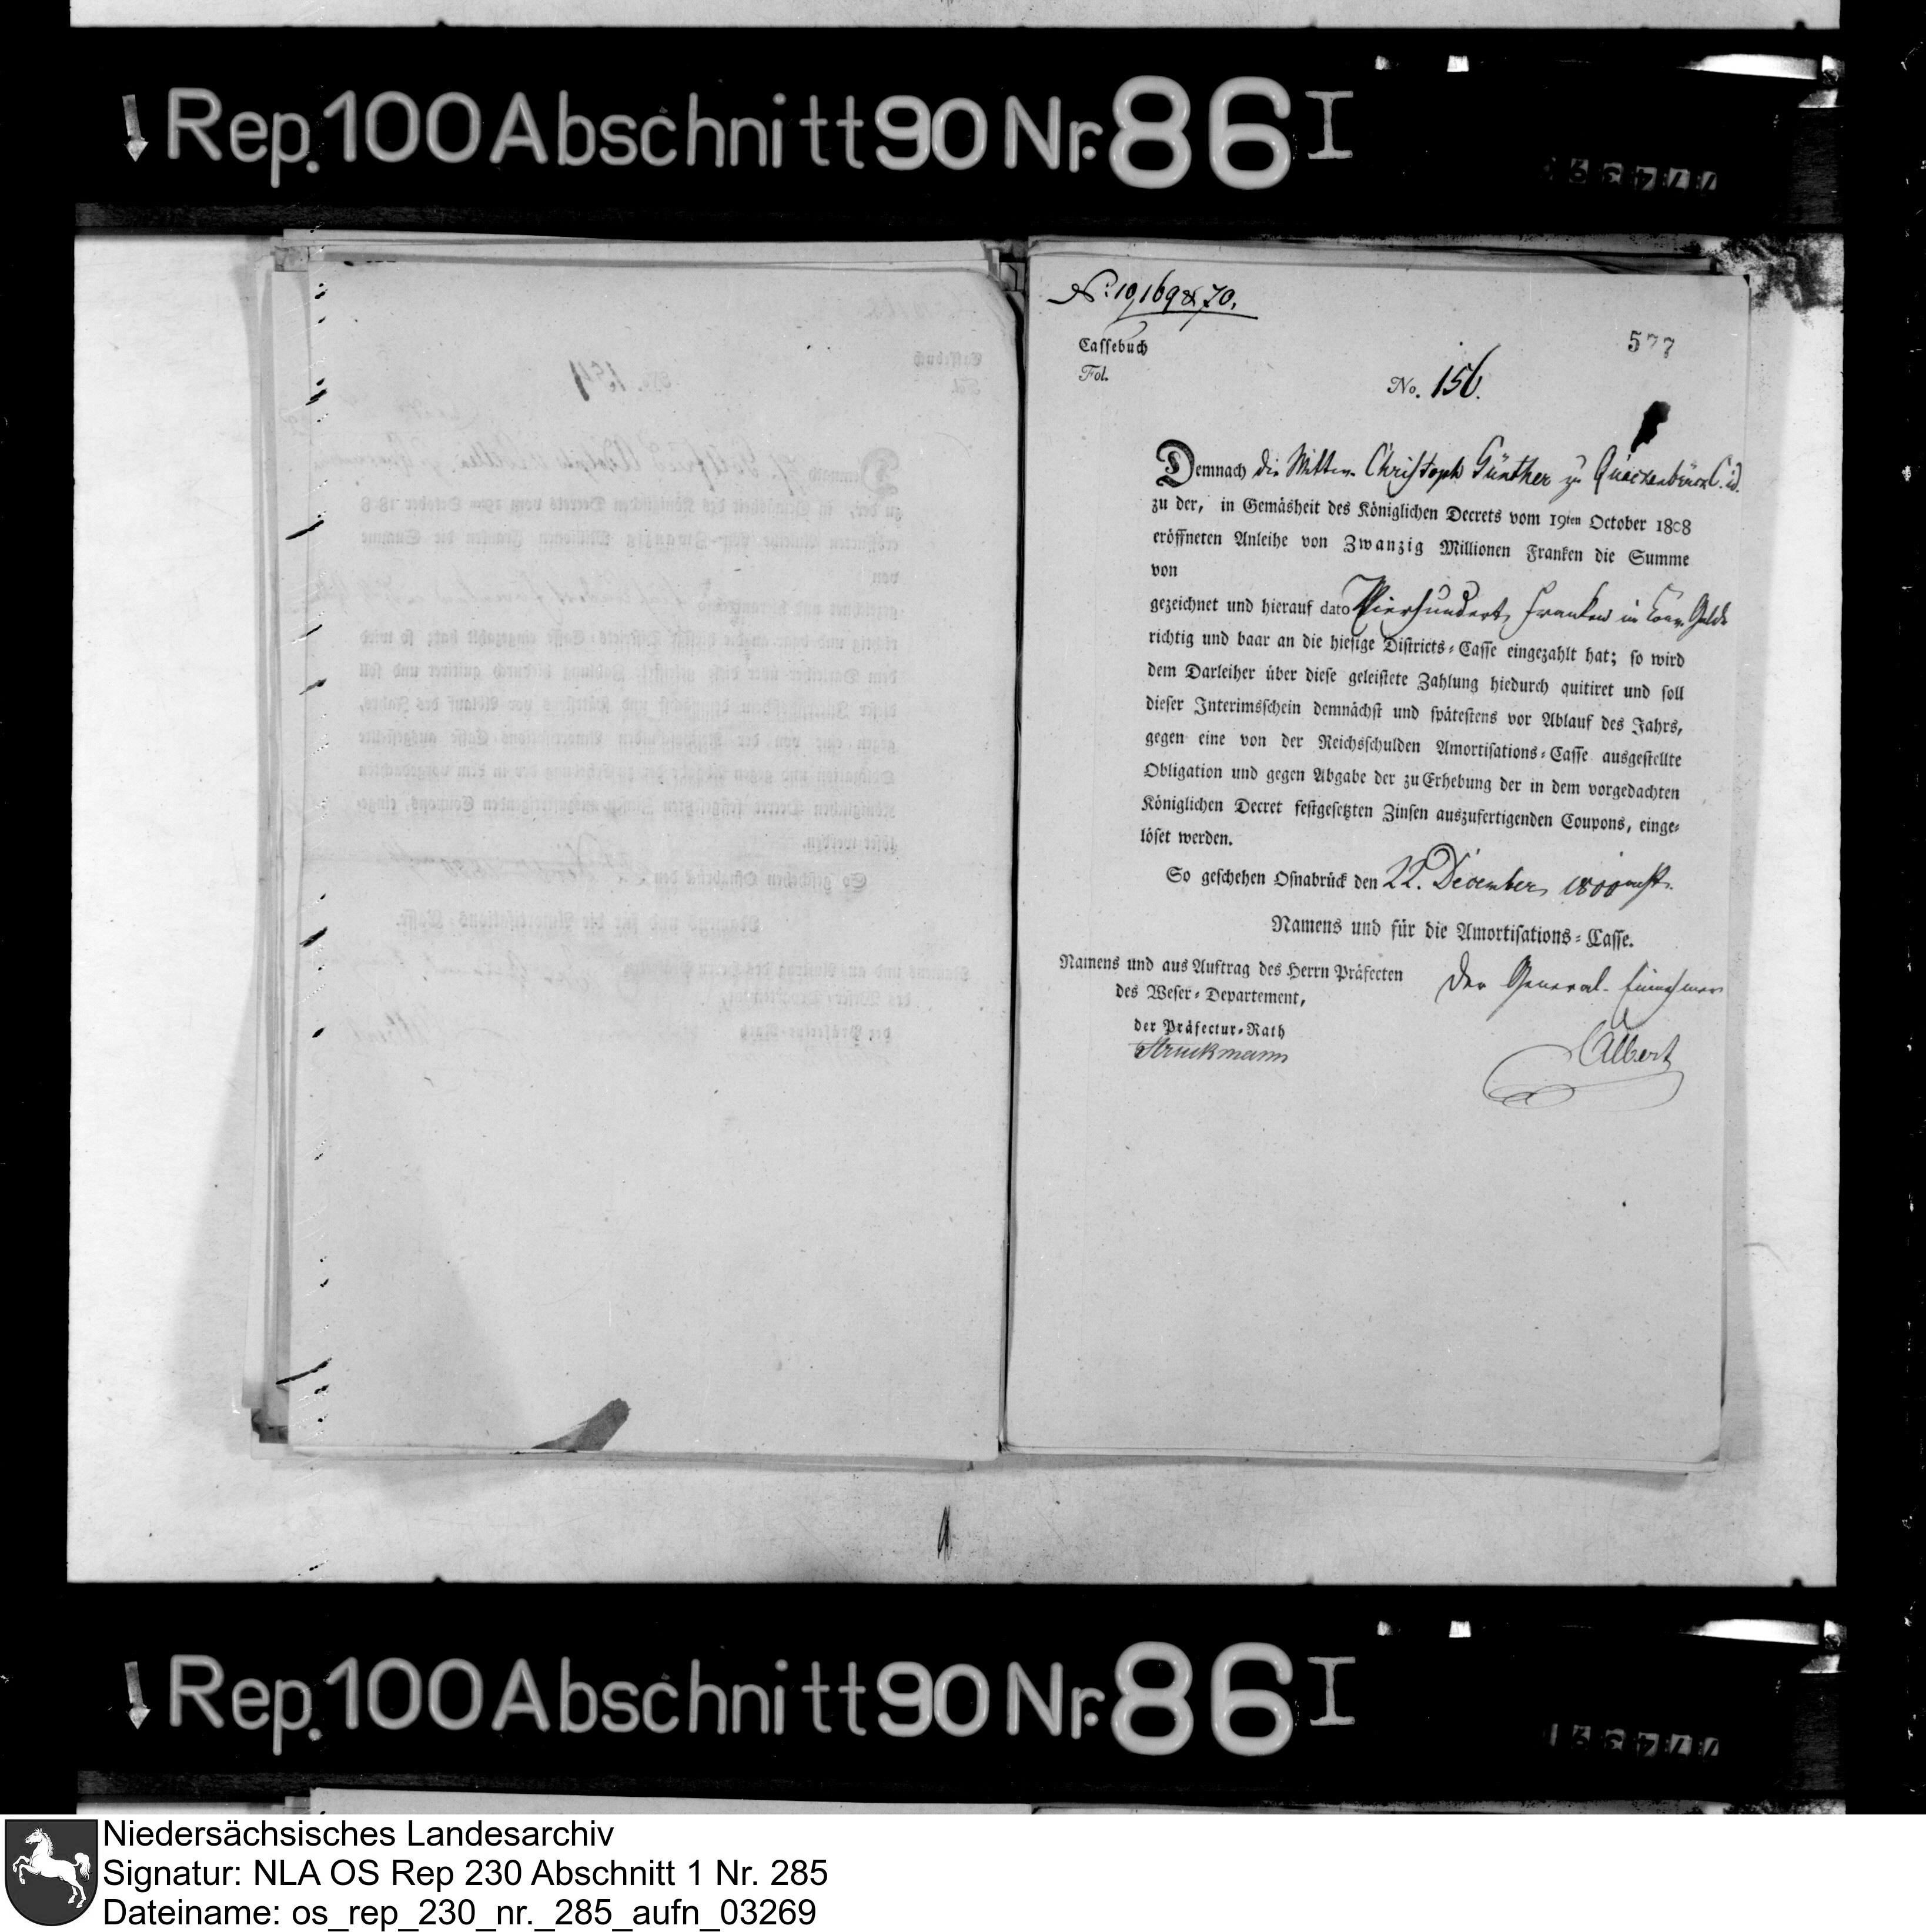 Rep. 100 Abschnitt 90 Nr. 86 I
No. 10,169 & 70.
Cassebuch
Fol.
577
No. 156.
Demnach die Wittwe Christoph Günther zu Quackenbrück
zu der, in Gemäsheit des Königlichen Decrets vom 19ten October 1808
eröffneten Anleihe von Zwanzig Millionen Franken die Summe
von
gezeichnet und hierauf dato Vierhundert Franken in Conv. Gelde
richtig und baar an die hiesige Districts-Casse eingezahlt hat; so wird
dem Darleiher über diese geleistete Zahlung hiedurch quitiret und soll
dieser Interimsschein demnächst und spätestens vor Ablauf des Jahrs,
gegen eine von der Reichsschulden Amortisations-Casse ausgestellte
Obligation und gegen Abgabe der zu Erhebung der in dem vorgedachten
Königlichen Decret festgesetzten Zinsen auszufertigenden Coupons, einge-
löset werden.
So geschehen Osnabrück den 22. December
Namens und für die Amortisations-Casse.
Namens und aus Auftrag des Herrn Präfecten
des Weser-Departement,
der Präfectur-Rath
Struckmann
Der General-Einnehmer
Albert
Rep. 100 Abschnitt 90 Nr. 86 I
Niedersächsisches Landesarchiv
Signatur: NLA OS Rep 230 Abschnitt 1 Nr. 285
Dateiname: os_rep_230_nr._285_aufn_03269